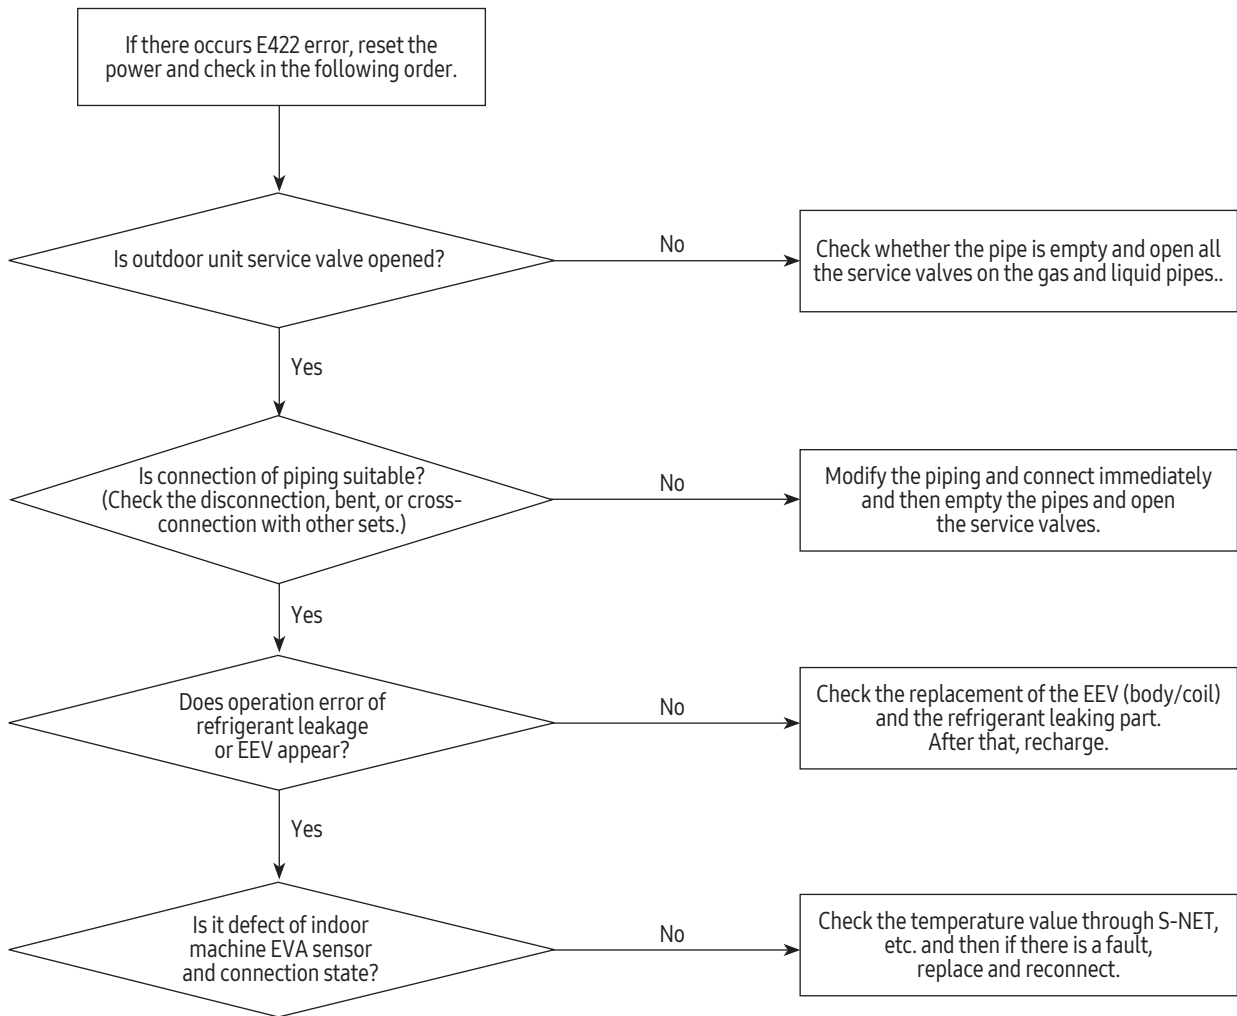 If there occurs E422 error, reset the
power and check in the following order.
Is outdoor unit service valve opened?
No
Check whether the pipe is empty and open all
the service valves on the gas and liquid pipes..
Yes
Is connection of piping suitable?
(Check the disconnection, bent, or cross-
connection with other sets.)
No
Modify the piping and connect immediately
and then empty the pipes and open
the service valves.
Yes
Does operation error of
refrigerant leakage
or EEV appear?
No
Check the replacement of the EEV (body/coil)
and the refrigerant leaking part.
After that, recharge.
Yes
Is it defect of indoor
machine EVA sensor
and connection state?
No
Check the temperature value through S-NET,
etc. and then if there is a fault,
replace and reconnect.